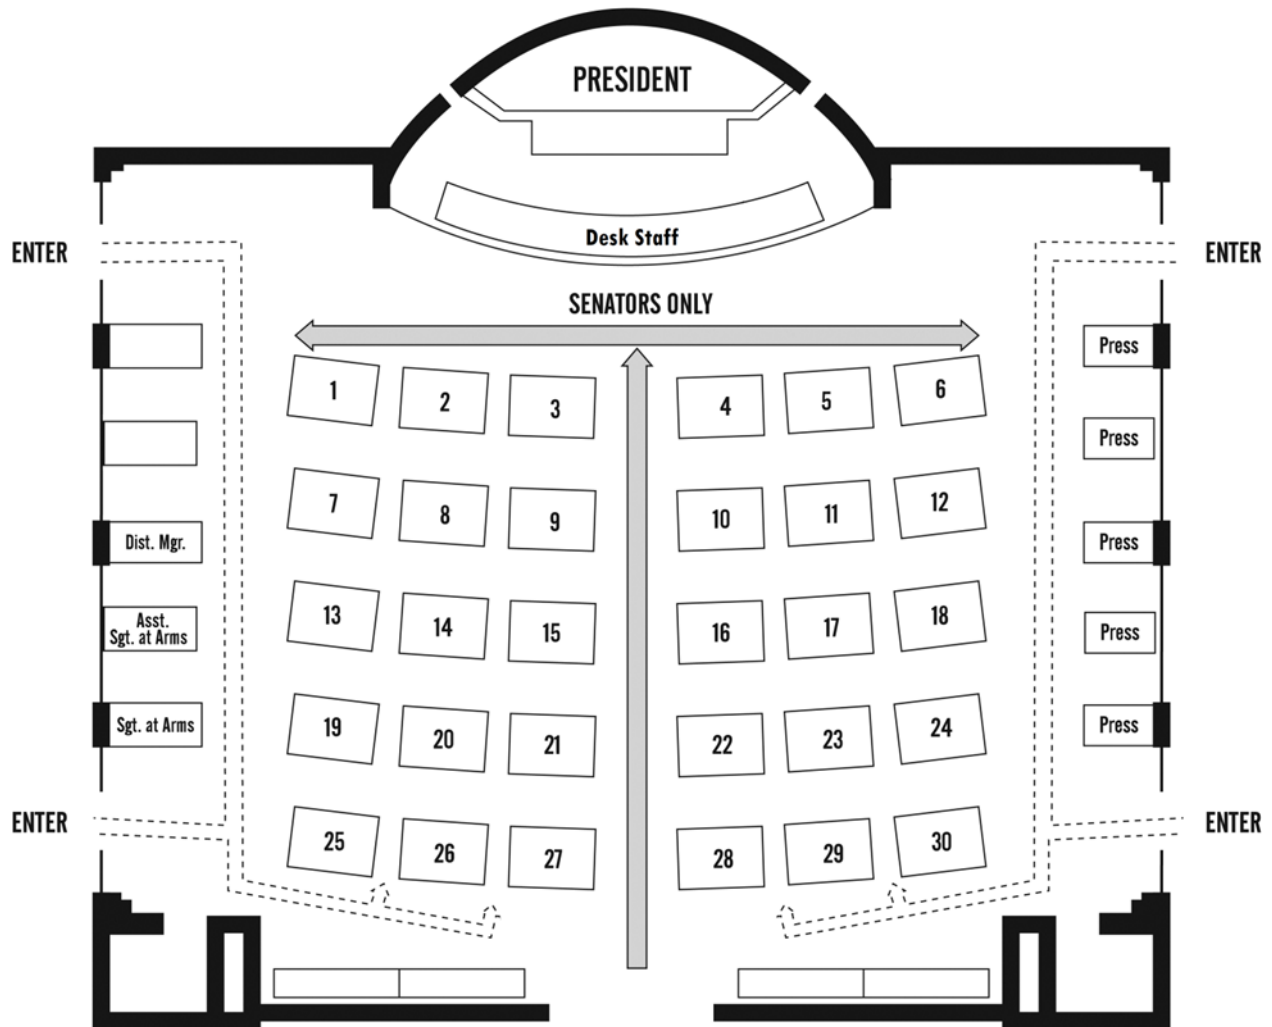 PRESIDENT
Desk Staff
ENTER
ENTER
SENATORS ONLY
Press
1
2
3
4
5
6
Press
7
8
9
10
11
12
Dist. Mgr.
Press
13
14
15
16
17
18
Asst.
Sgt. at Arms
Press
19
20
21
22
23
24
Sgt. at Arms
Press
ENTER
ENTER
25
26
27
28
29
30